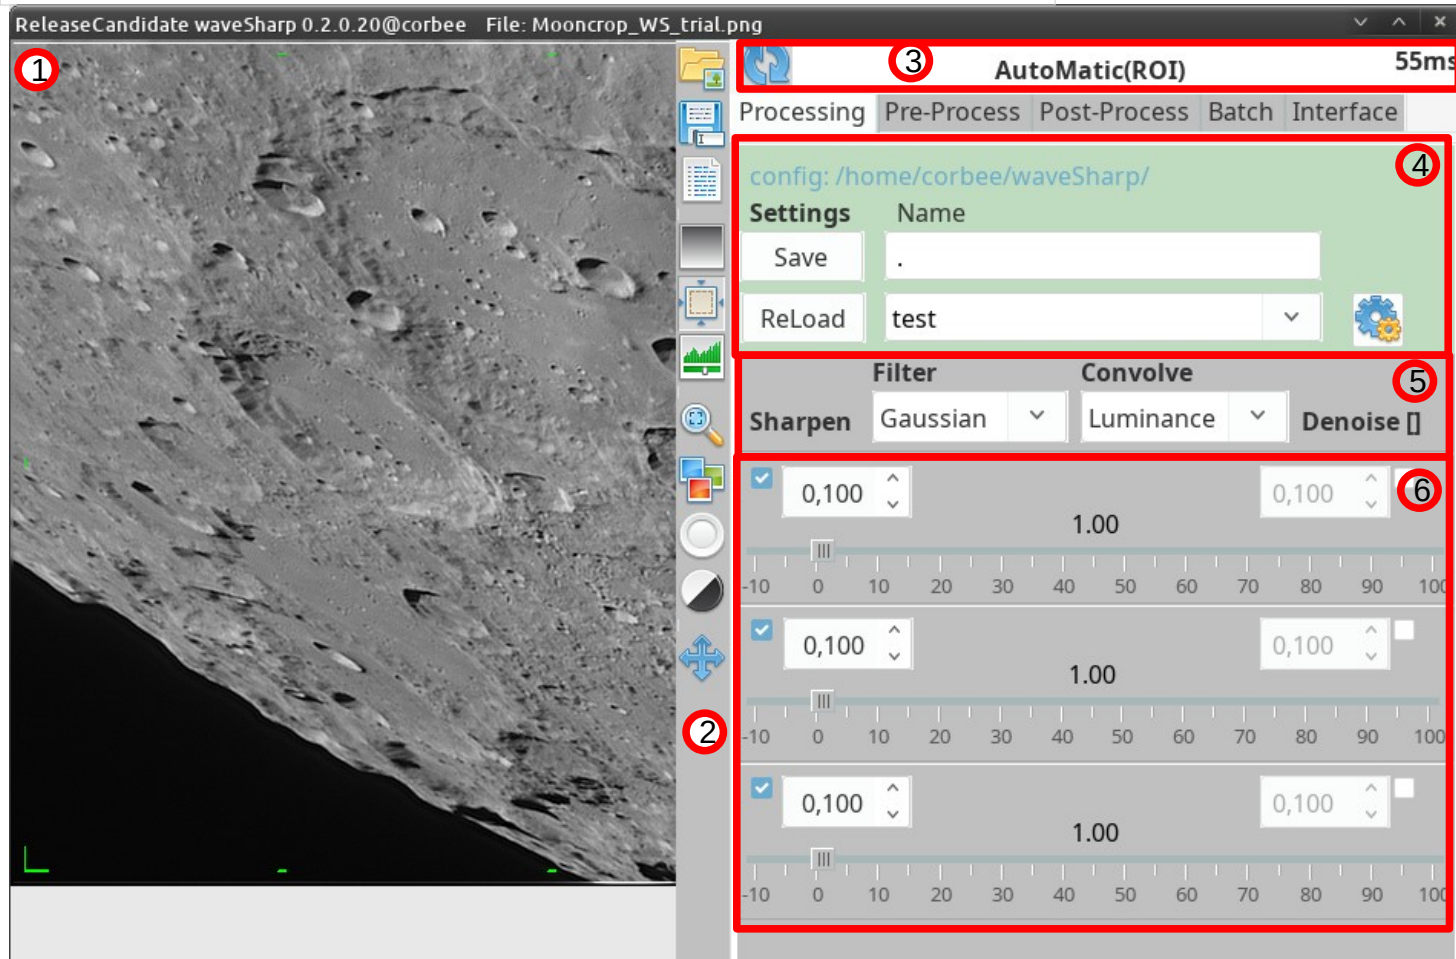 ReleaseCandidate waveSharp 0.2.0.20@corbee File: Mooncrop_WS_trial.png
1
3
AutoMatic(ROI)
55ms
Processing Pre-Process Post-Process Batch Interface
4
config: /home/corbee/waveSharp/
Settings Name
Save .
ReLoad test
5
Filter Convolve
Sharpen Gaussian Luminance Denoise []
6
0,100 0,100
1.00
-10 0 10 20 30 40 50 60 70 80 90 100
0,100 0,100
1.00
-10 0 10 20 30 40 50 60 70 80 90 100
2
0,100 0,100
1.00
-10 0 10 20 30 40 50 60 70 80 90 100